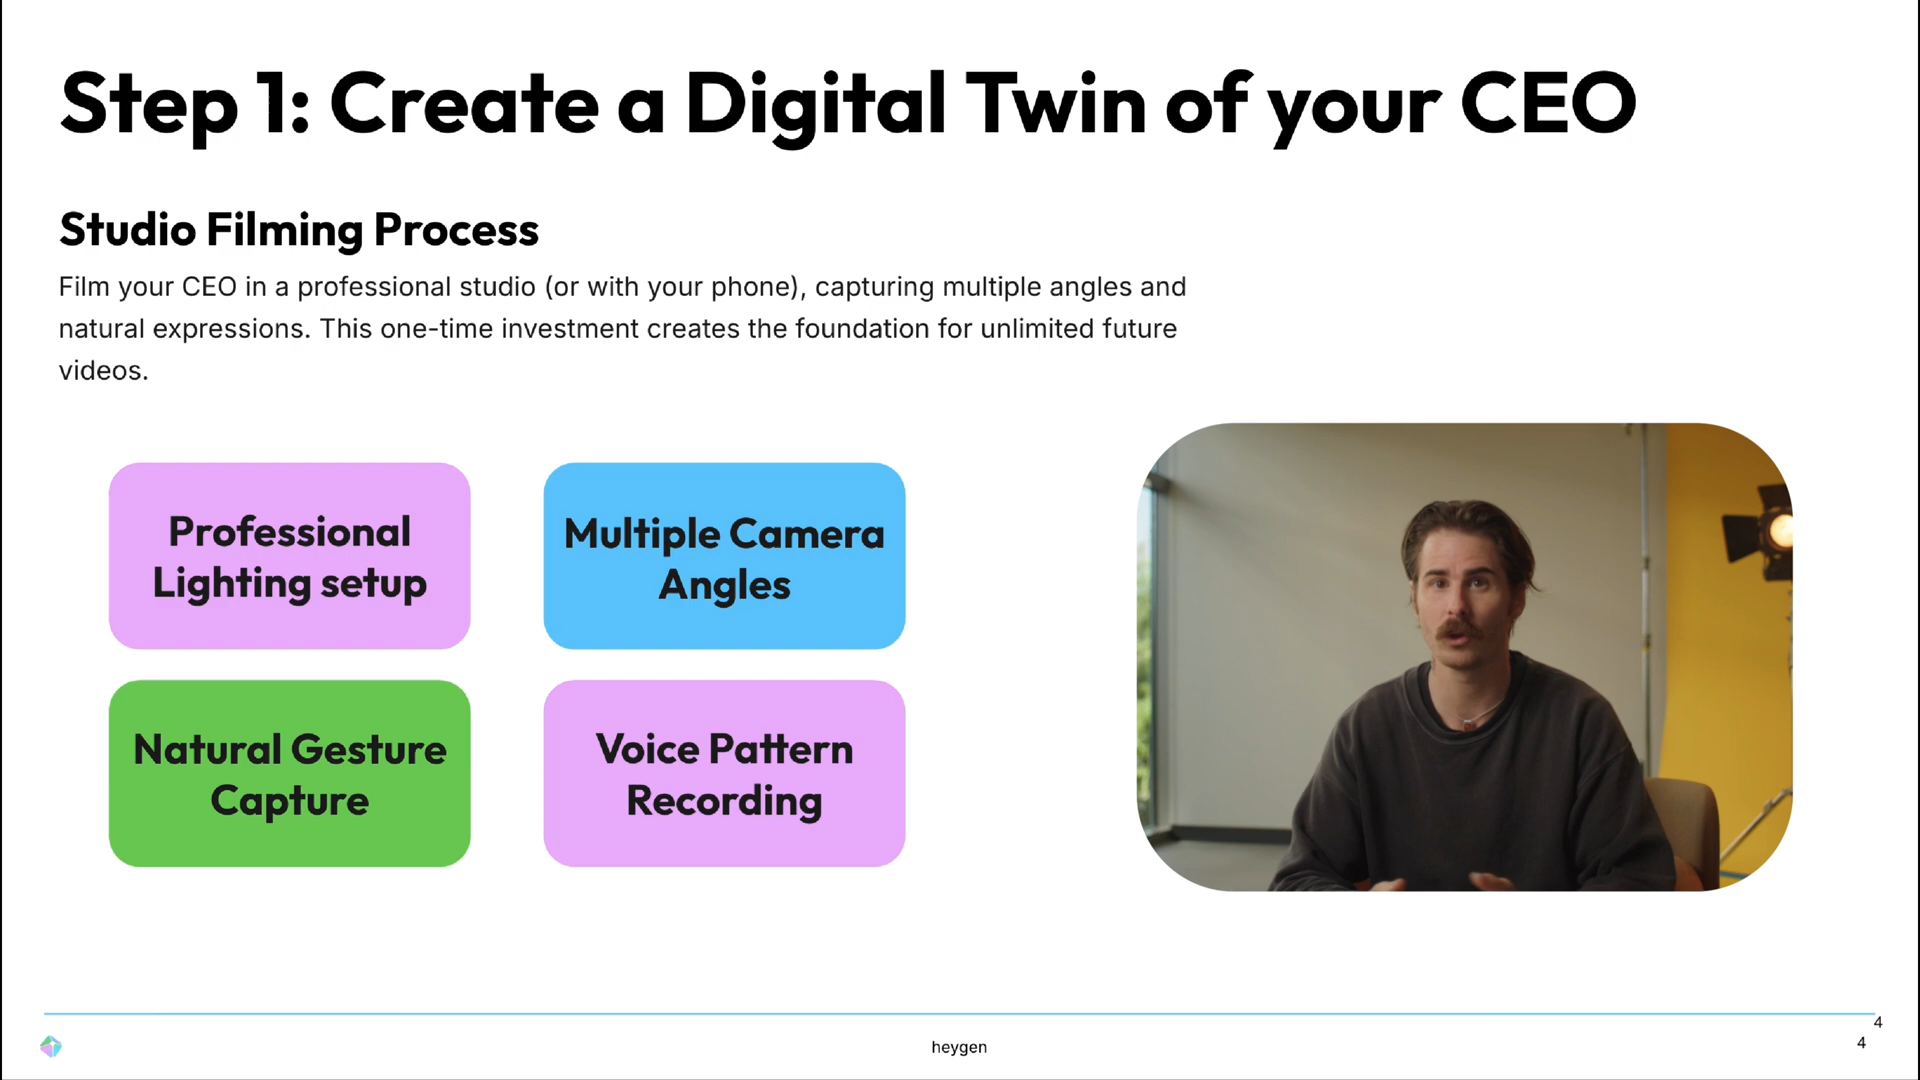 Step 1: Create a Digital Twin of your CEO
Studio Filming Process
Film your CEO in a professional studio (or with your phone), capturing multiple angles and
natural expressions. This one-time investment creates the foundation for unlimited future
videos.
Professional
Lighting setup
Multiple Camera
Angles
Natural Gesture
Capture
Voice Pattern
Recording
heygen
4
4